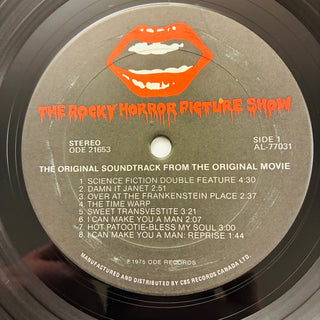 THE ROCKY HORROR PICTURE SHOW
STEREO
ODE 21653
SIDE 1
AL-77031
THE ORIGINAL SOUNDTRACK FROM THE ORIGINAL MOVIE
1. SCIENCE FICTION DOUBLE FEATURE 4:30
2. DAMN IT JANET 2:51
3. OVER AT THE FRANKENSTEIN PLACE 2:37
4. THE TIME WARP
5. SWEET TRANSVESTITE 3:21
6. I CAN MAKE YOU A MAN 2:07
7. HOT PATOOTIE-BLESS MY SOUL 3:00
8. I CAN MAKE YOU A MAN: REPRISE 1:44
℗ 1975 ODE RECORDS
MANUFACTURED AND DISTRIBUTED BY CBS RECORDS CANADA LTD.